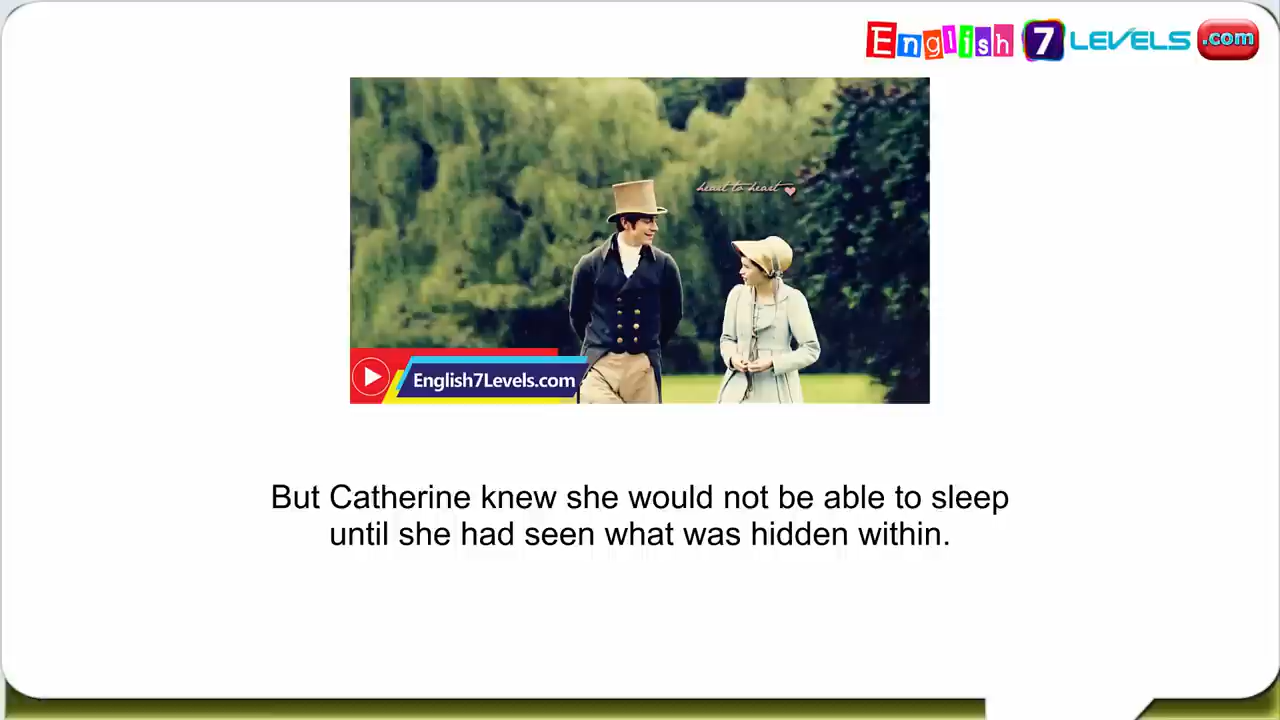 English 7 LEVELS .com
heart to heart
English7Levels.com
But Catherine knew she would not be able to sleep
until she had seen what was hidden within.